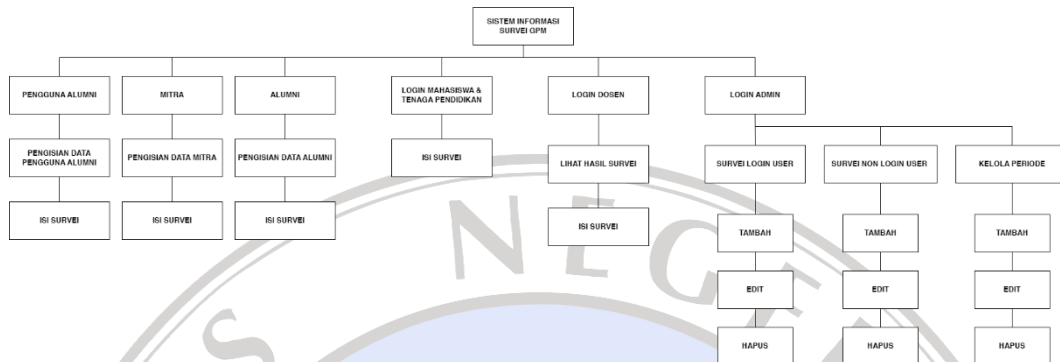 SISTEM INFORMASI
SURVEI GPM
PENGGUNA ALUMNI
MITRA
ALUMNI
LOGIN MAHASISWA &
TENAGA PENDIDIKAN
LOGIN DOSEN
LOGIN ADMIN
PENGISIAN DATA
PENGGUNA ALUMNI
PENGISIAN DATA MITRA
PENGISIAN DATA ALUMNI
ISI SURVEI
LIHAT HASIL SURVEI
SURVEI LOGIN USER
SURVEI NON LOGIN USER
KELOLA PERIODE
ISI SURVEI
ISI SURVEI
ISI SURVEI
ISI SURVEI
TAMBAH
TAMBAH
TAMBAH
EDIT
EDIT
EDIT
HAPUS
HAPUS
HAPUS
S NEGE